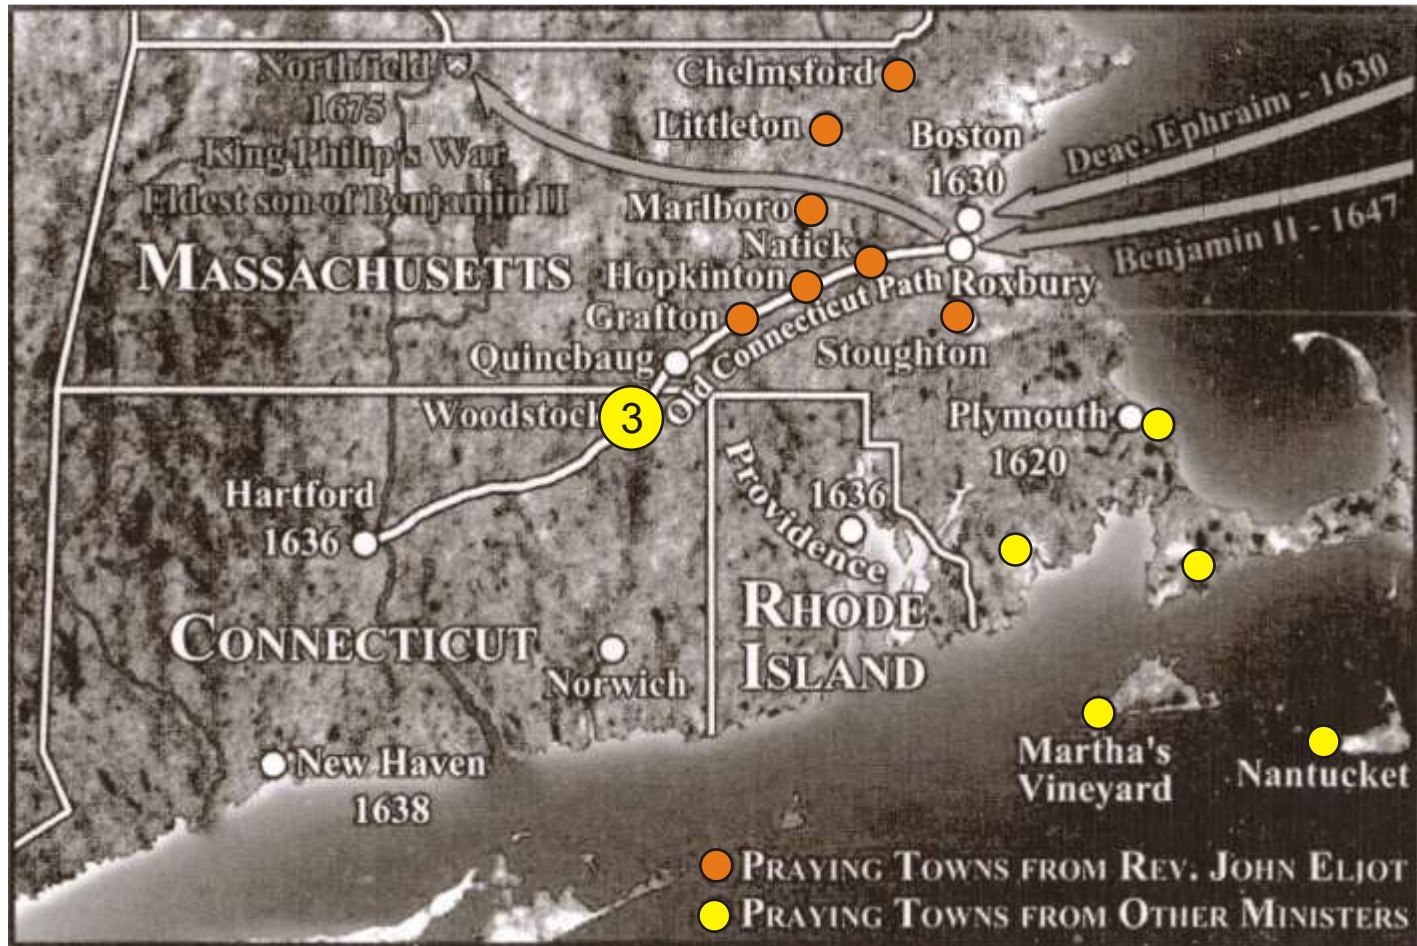 Northfield
1675
King Philip's War
Eldest son of Benjamin II
Chelmsford
Littleton
Boston
1630
Deac. Ephraim - 1630
Benjamin II - 1647
Marlboro
Natick
MASSACHUSETTS
Hopkinton
Roxbury
Grafton
Old Connecticut Path
Stoughton
Quinebaug
Woodstock
3
Plymouth
1620
Hartford
1636
Providence
1636
CONNECTICUT
RHODE
ISLAND
Norwich
New Haven
1638
Martha's
Vineyard
Nantucket
PRAYING TOWNS FROM REV. JOHN ELIOT
PRAYING TOWNS FROM OTHER MINISTERS